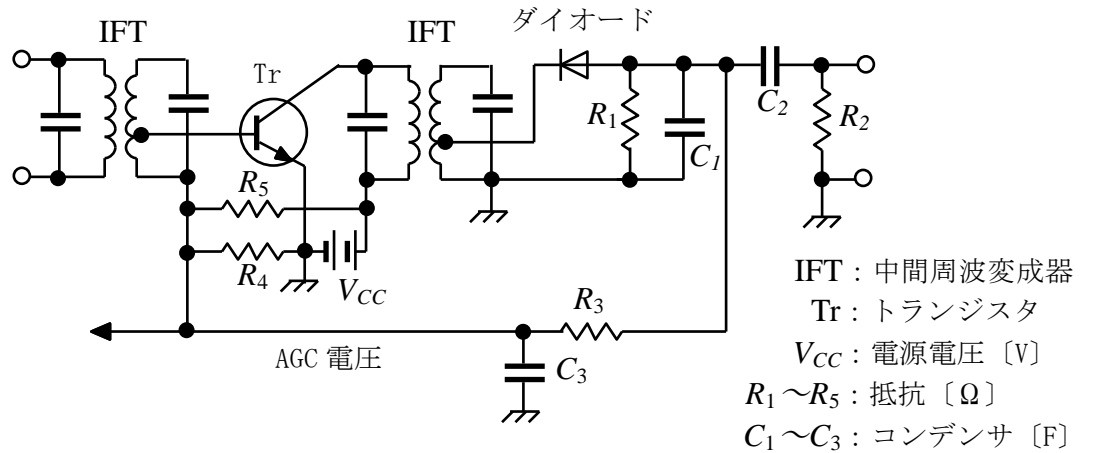 IFT
IFT
ダイオード
Tr
R1
C1
C2
R2
R5
R4
VCC
R3
AGC 電圧
C3
IFT：中間周波変成器
Tr：トランジスタ
VCC：電源電圧〔V〕
R1～R5：抵抗〔Ω〕
C1～C3：コンデンサ〔F〕